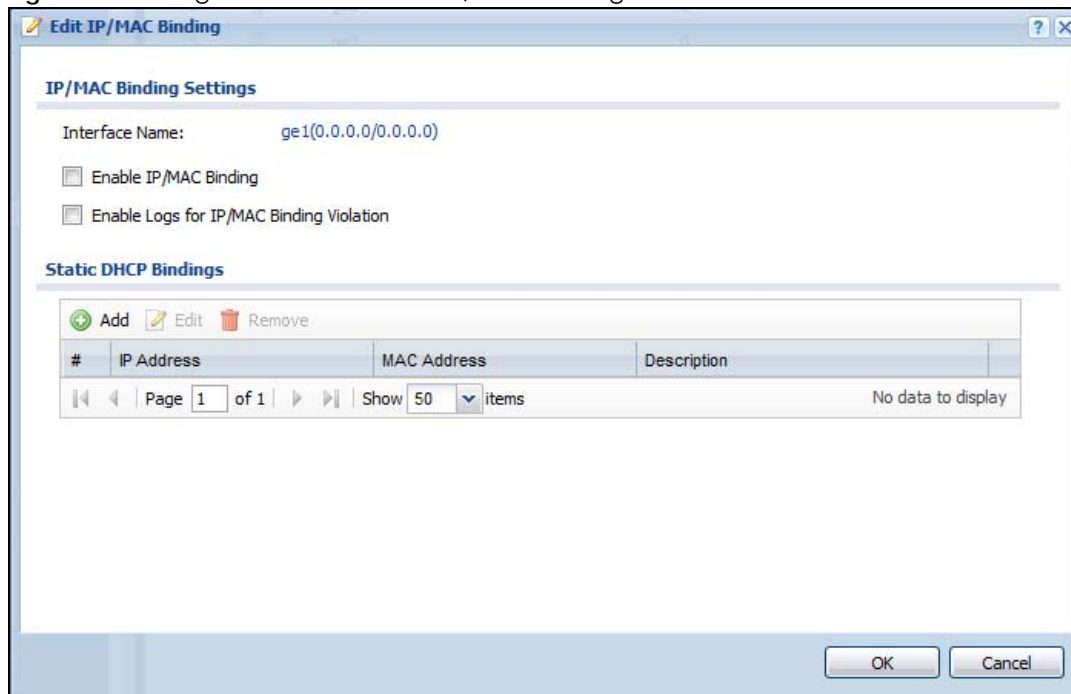 Edit IP/MAC Binding
IP/MAC Binding Settings
Interface Name: ge1(0.0.0.0/0.0.0.0)
Enable IP/MAC Binding
Enable Logs for IP/MAC Binding Violation
Static DHCP Bindings
Add Edit Remove
# IP Address MAC Address Description
Page 1 of 1 Show 50 items No data to display
OK Cancel